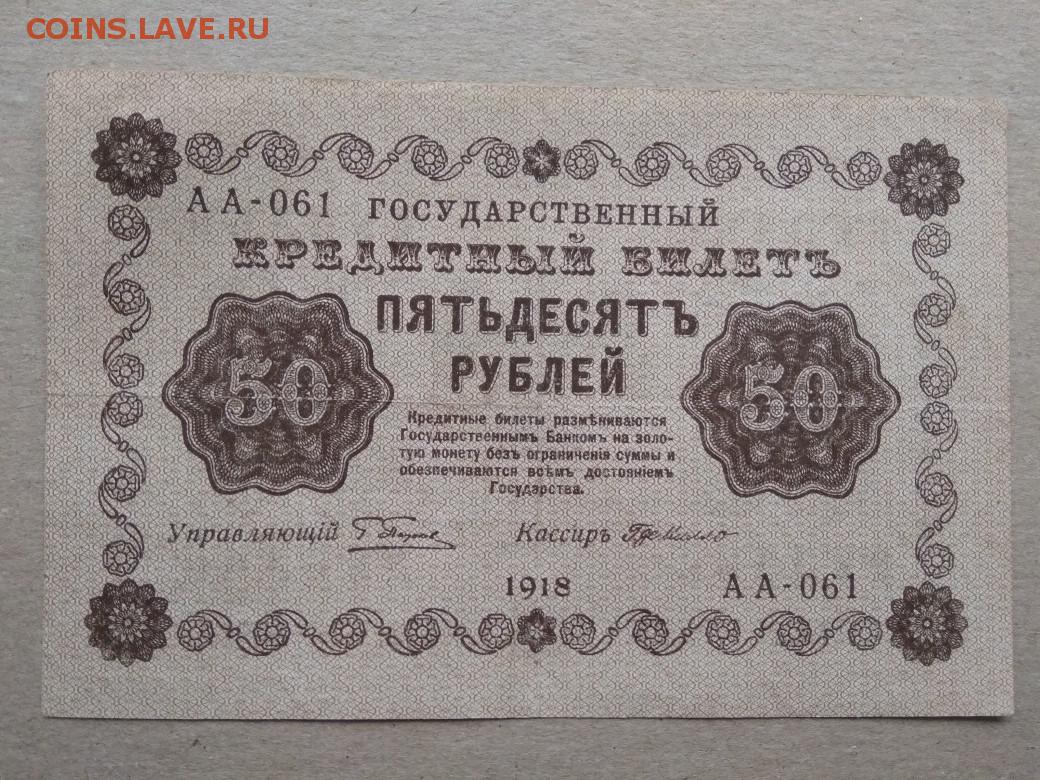 COINS.LAVE.RU
АА-061 ГОСУДАРСТВЕННЫЙ
КРЕДИТНЫЙ БИЛЕТЪ
ПЯТЬДЕСЯТЪ
РУБЛЕЙ
50 50
Кредитные билеты размѣниваются
Государственнымъ Банкомъ на золо-
тую монету безъ ограниченія суммы и
обезпечиваются всѣмъ достояніемъ
Государства.
Управляющій
Кассиръ
1918 АА-061